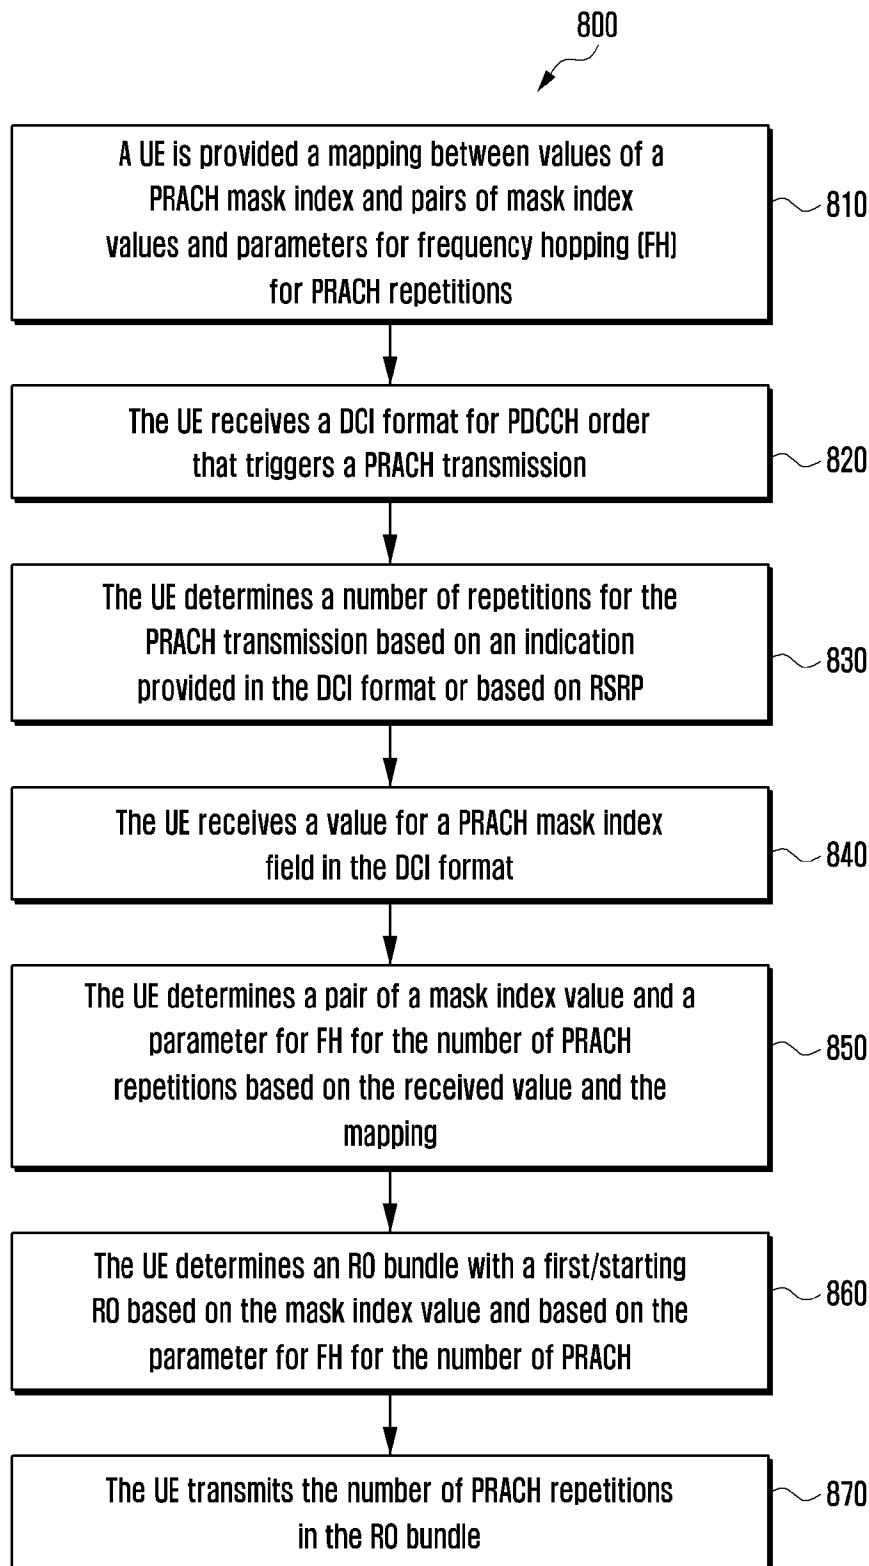 800
A UE is provided a mapping between values of a
PRACH mask index and pairs of mask index
values and parameters for frequency hopping (FH)
for PRACH repetitions
810
The UE receives a DCI format for PDCCH order
that triggers a PRACH transmission
820
The UE determines a number of repetitions for the
PRACH transmission based on an indication
provided in the DCI format or based on RSRP
830
The UE receives a value for a PRACH mask index
field in the DCI format
840
The UE determines a pair of a mask index value and a
parameter for FH for the number of PRACH
repetitions based on the received value and the
mapping
850
The UE determines an RO bundle with a first/starting
RO based on the mask index value and based on the
parameter for FH for the number of PRACH
860
The UE transmits the number of PRACH repetitions
in the RO bundle
870